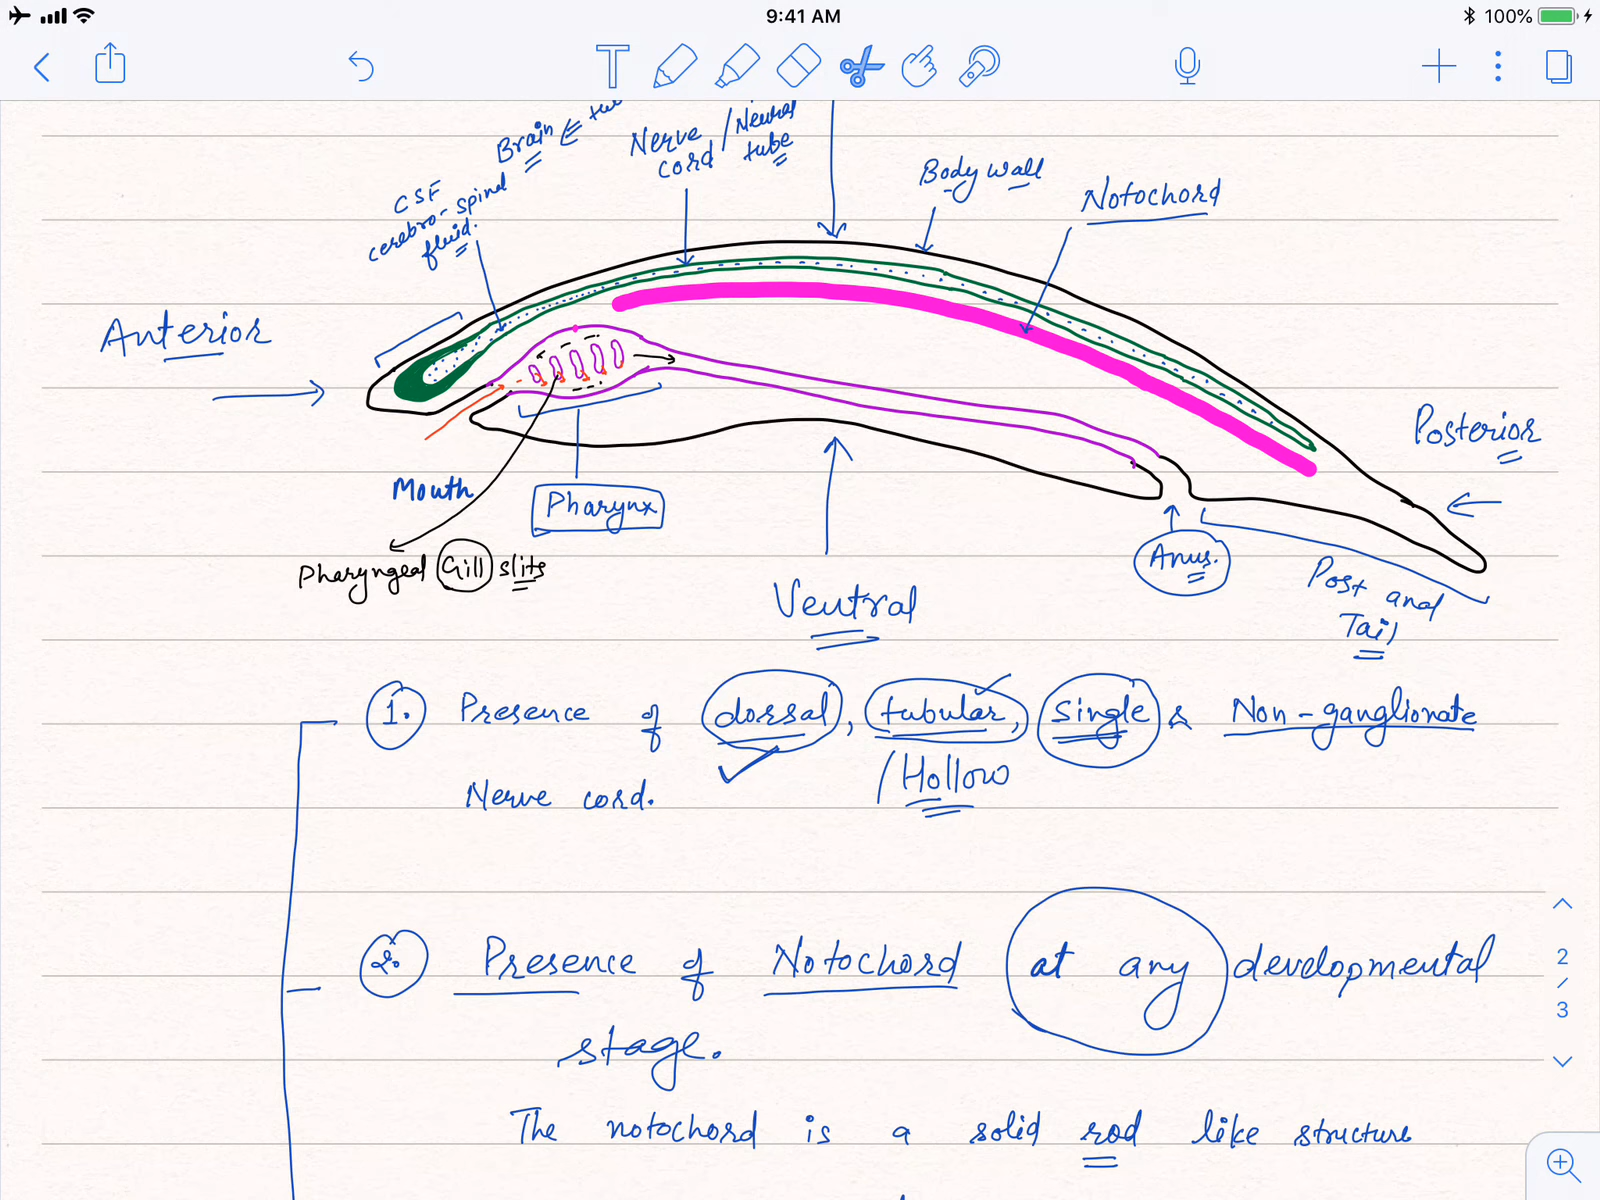 9:41 AM
100%
T
Brain
Nerve cord / Neural tube
CSF
cerebro-spinal
fluid.
Body wall
Notochord
Anterior
Posterior
Mouth
Pharynx
Pharyngeal Gill slits
Anus.
Ventral
Post anal
Tail
1. Presence of dorsal, tubular, single & Non-ganglionate
/Hollow
Nerve cord.
2. Presence of Notochord at any developmental
stage.
The notochord is a solid rod like structure
2
/
3